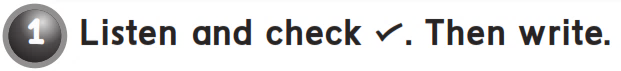 1 Listen and check ✓. Then write.